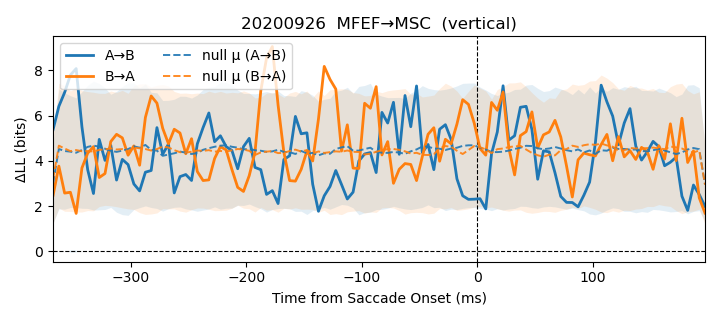 20200926  MFEF→MSC  (vertical)
A→B
B→A
null μ (A→B)
null μ (B→A)
ΔLL (bits)
8
6
4
2
0
−300
−200
−100
0
100
Time from Saccade Onset (ms)